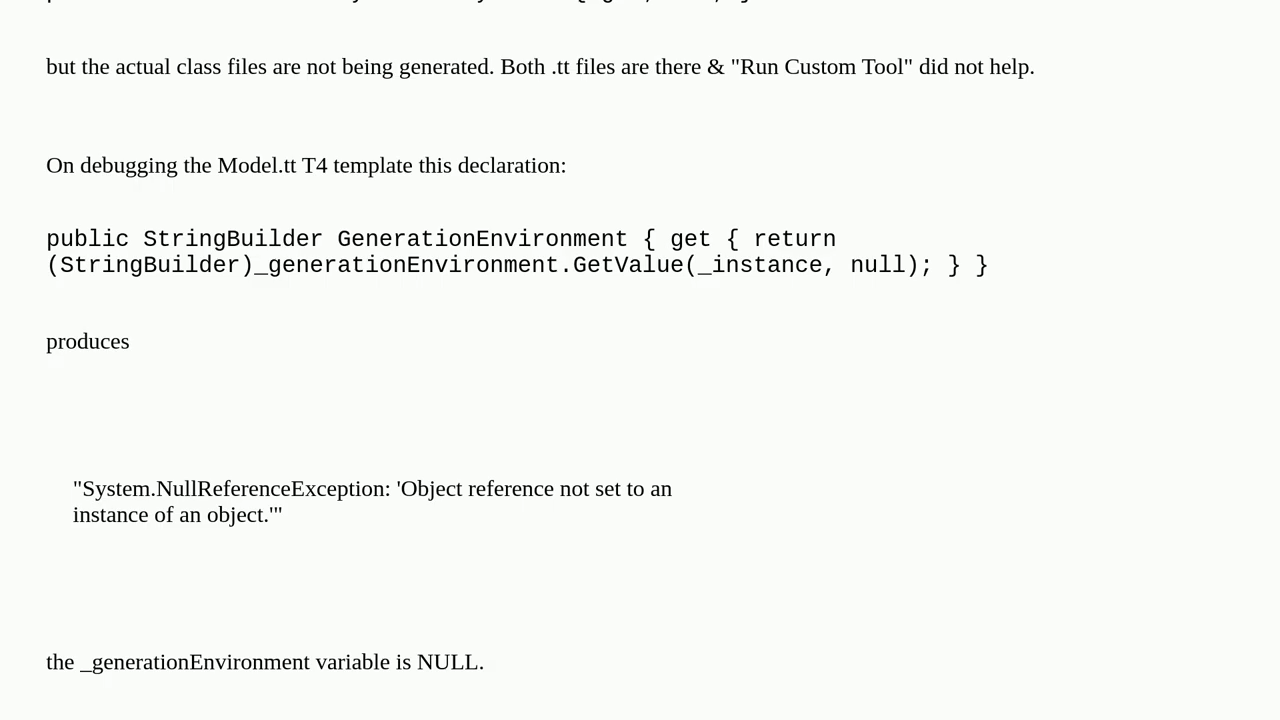 but the actual class files are not being generated. Both .tt files are there & "Run Custom Tool" did not help.
On debugging the Model.tt T4 template this declaration:
public StringBuilder GenerationEnvironment { get { return
(StringBuilder)_generationEnvironment.GetValue(_instance, null); } }
produces
"System.NullReferenceException: 'Object reference not set to an
instance of an object.'"
the _generationEnvironment variable is NULL.